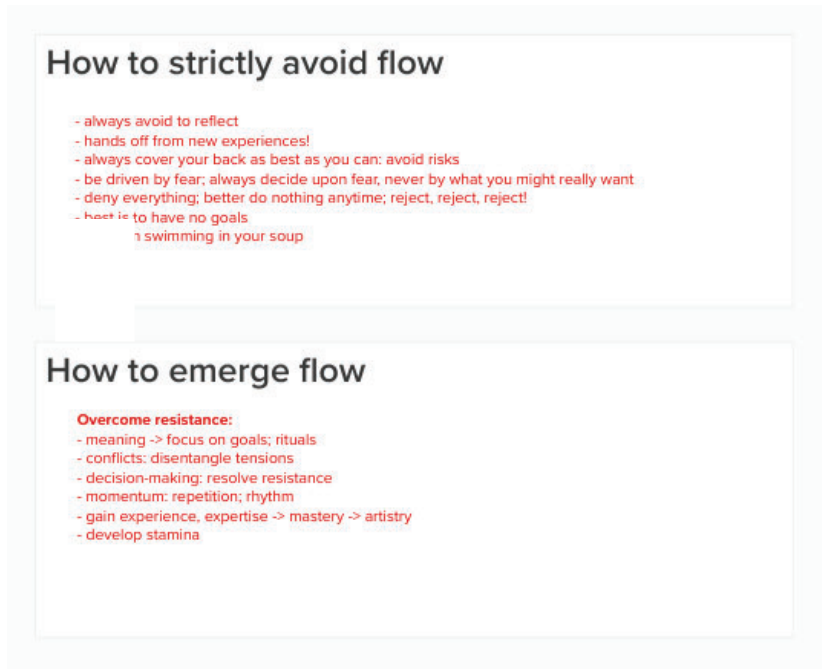 How to strictly avoid flow
- always avoid to reflect
- hands off from new experiences!
- always cover your back as best as you can: avoid risks
- be driven by fear; always decide upon fear, never by what you might really want
- deny everything; better do nothing anytime; reject, reject, reject!
- best is to have no goals
swimming in your soup
How to emerge flow
Overcome resistance:
- meaning -> focus on goals; rituals
- conflicts: disentangle tensions
- decision-making: resolve resistance
- momentum: repetition; rhythm
- gain experience, expertise -> mastery -> artistry
- develop stamina